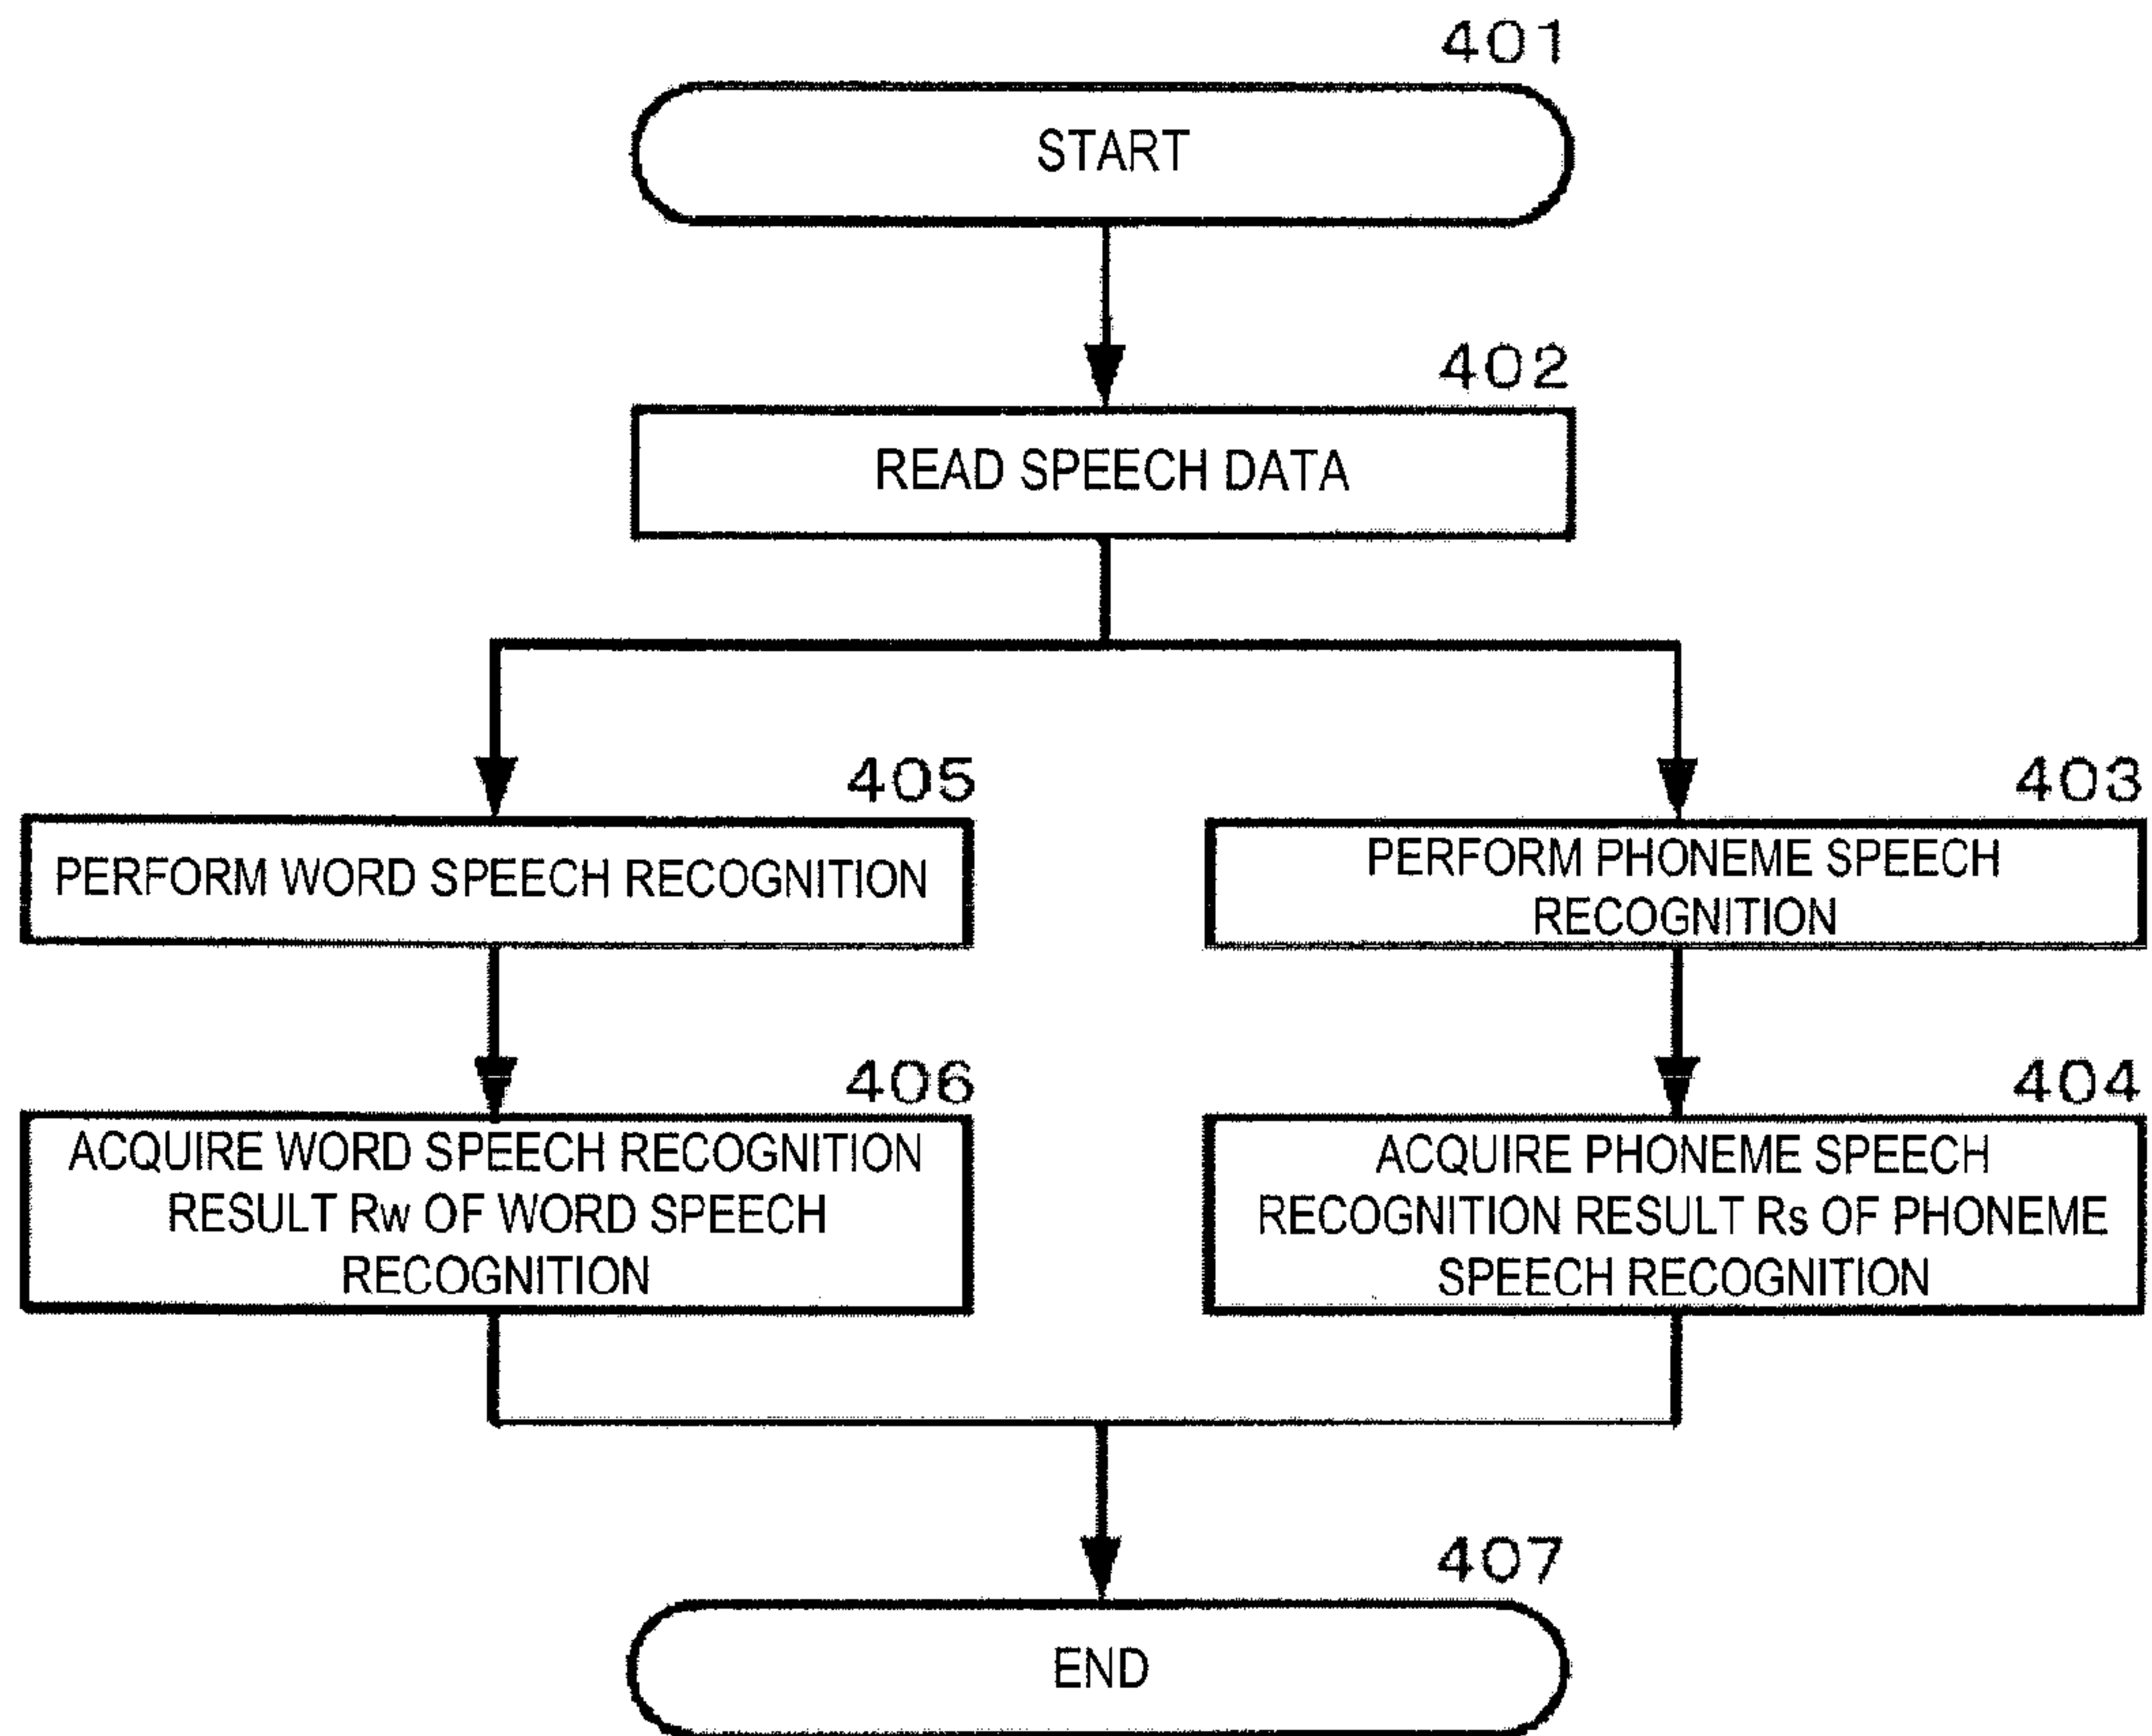 401
START
402
READ SPEECH DATA
405
PERFORM WORD SPEECH RECOGNITION
403
PERFORM PHONEME SPEECH
RECOGNITION
406
ACQUIRE WORD SPEECH RECOGNITION
RESULT Rw OF WORD SPEECH
RECOGNITION
404
ACQUIRE PHONEME SPEECH
RECOGNITION RESULT Rs OF PHONEME
SPEECH RECOGNITION
407
END